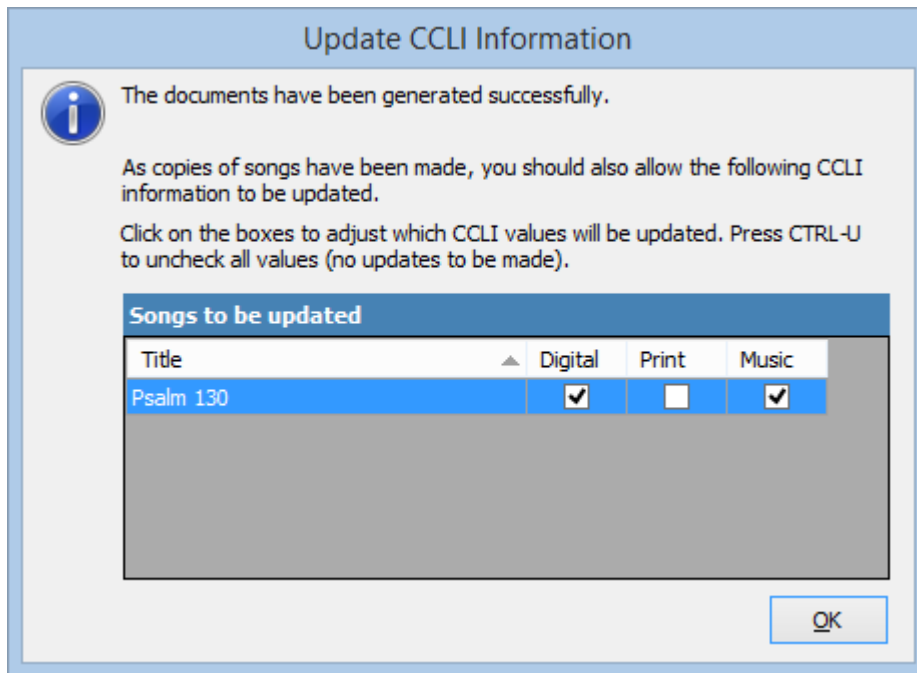 Update CCLI Information
The documents have been generated successfully.
As copies of songs have been made, you should also allow the following CCLI
information to be updated.
Click on the boxes to adjust which CCLI values will be updated. Press CTRL-U
to uncheck all values (no updates to be made).
Songs to be updated
Title Digital Print Music
Psalm 130
OK